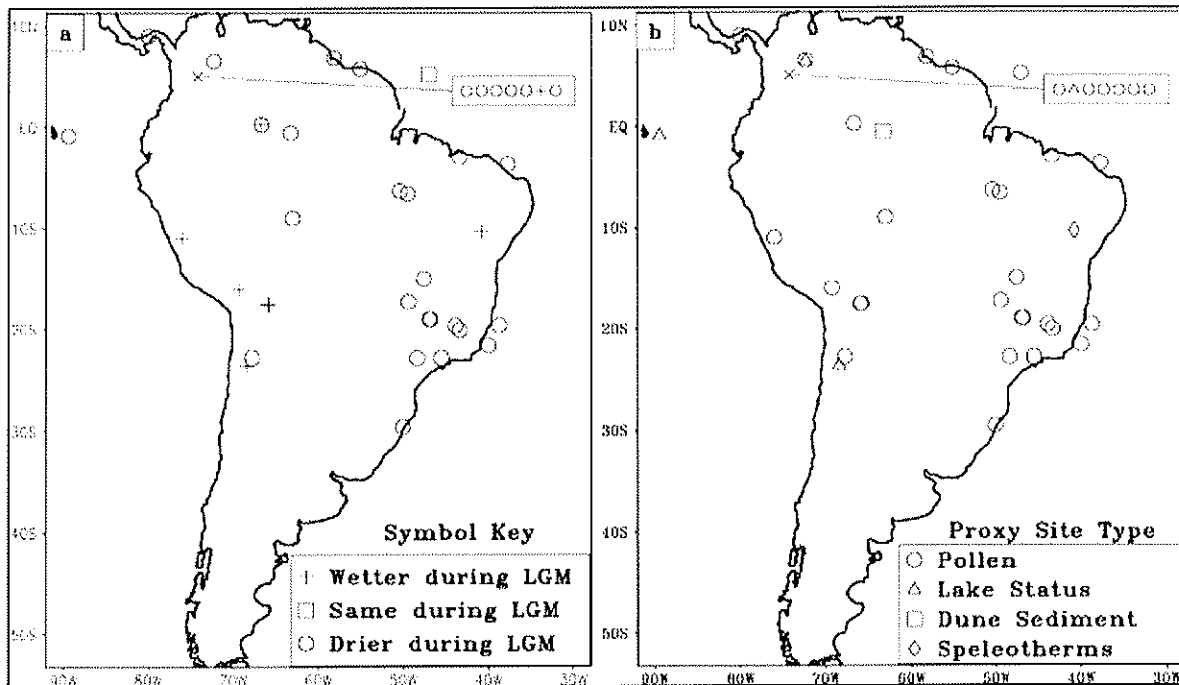 a
10N
EQ
10S
20S
30S
40S
50S
90W 80W 70W 60W 50W 40W 30W
Symbol Key
Wetter during LGM
Same during LGM
Drier during LGM
b
10N
EQ
10S
20S
30S
40S
50S
90W 80W 70W 60W 50W 40W 30W
Proxy Site Type
Pollen
Lake Status
Dune Sediment
Speleotherms